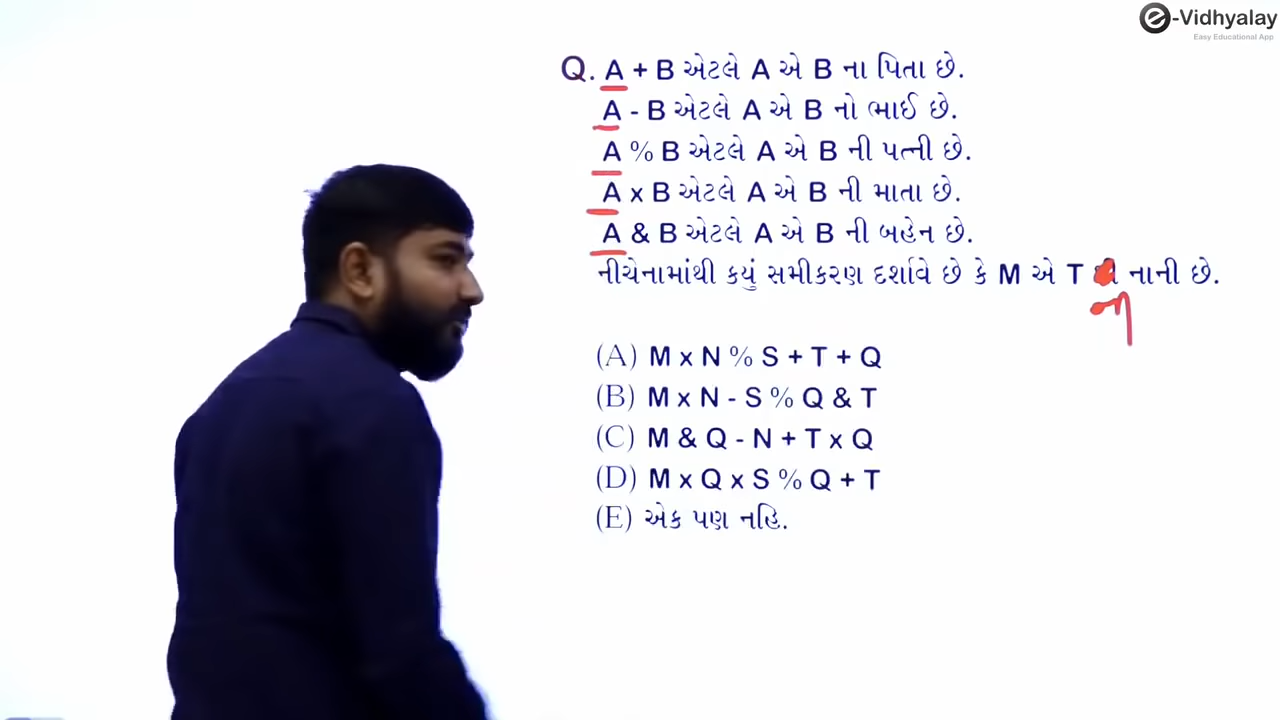 e-Vidhyalay
Easy Educational App
Q. A + B એટલે A એ B ના પિતા છે.
A - B એટલે A એ B નો ભાઈ છે.
A % B એટલે A એ B ની પત્ની છે.
A x B એટલે A એ B ની માતા છે.
A & B એટલે A એ B ની બહેન છે.
નીચેનામાંથી કયું સમીકરણ દર્શાવે છે કે M એ T ના નાની છે.
(A) M x N % S + T + Q
(B) M x N - S % Q & T
(C) M & Q - N + T x Q
(D) M x Q x S % Q + T
(E) એક પણ નહિ.